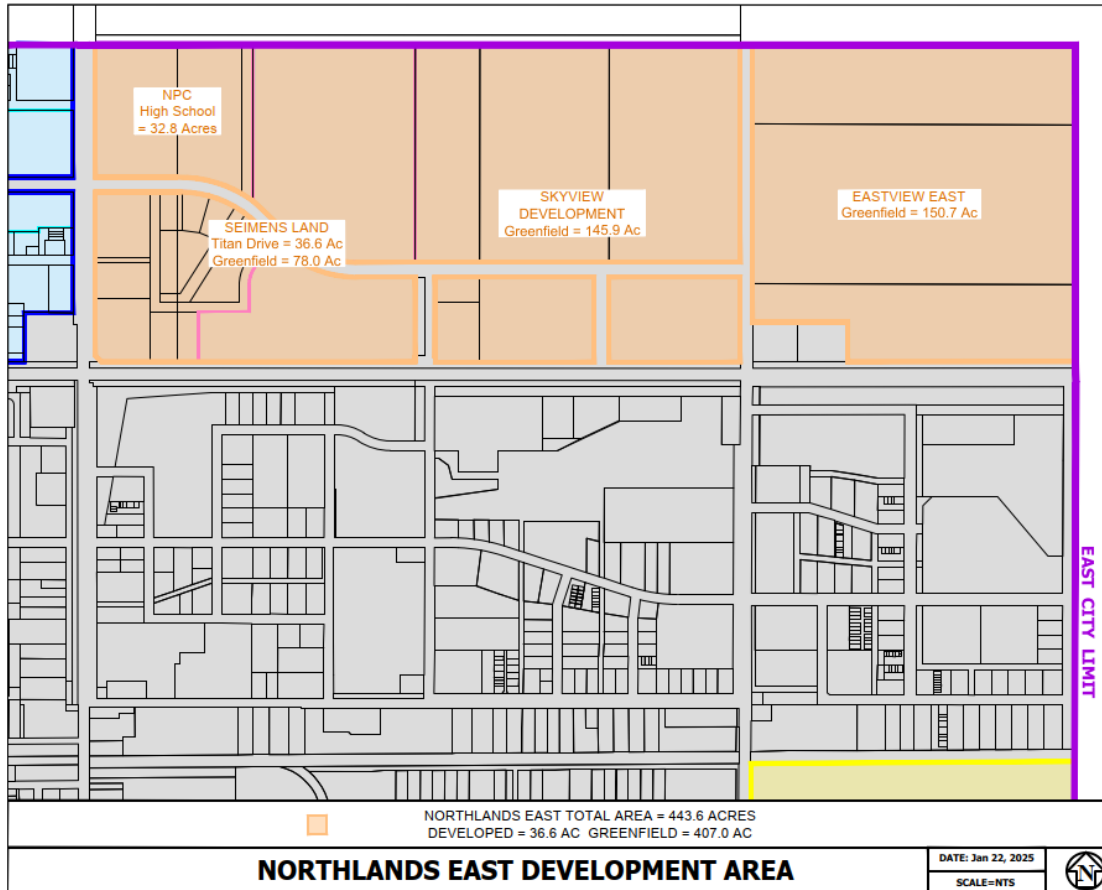 NPC
High School
= 32.8 Acres
SKYVIEW
DEVELOPMENT
Greenfield = 145.9 Ac
EASTVIEW EAST
Greenfield = 150.7 Ac
SEIMENS LAND
Titan Drive = 36.6 Ac
Greenfield = 78.0 Ac
EAST CITY LIMIT
NORTHLANDS EAST TOTAL AREA = 443.6 ACRES
DEVELOPED = 36.6 AC GREENFIELD = 407.0 AC
NORTHLANDS EAST DEVELOPMENT AREA
DATE: Jan 22, 2025
SCALE=NTS
N